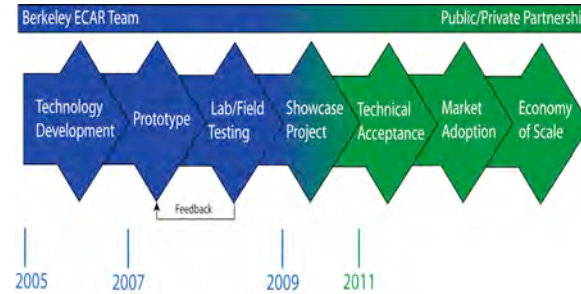 Berkeley ECAR Team
Public/Private Partnership
Technology
Development
Prototype
Lab/Field
Testing
Showcase
Project
Technical
Acceptance
Market
Adoption
Economy
of Scale
Feedback
2005
2007
2009
2011